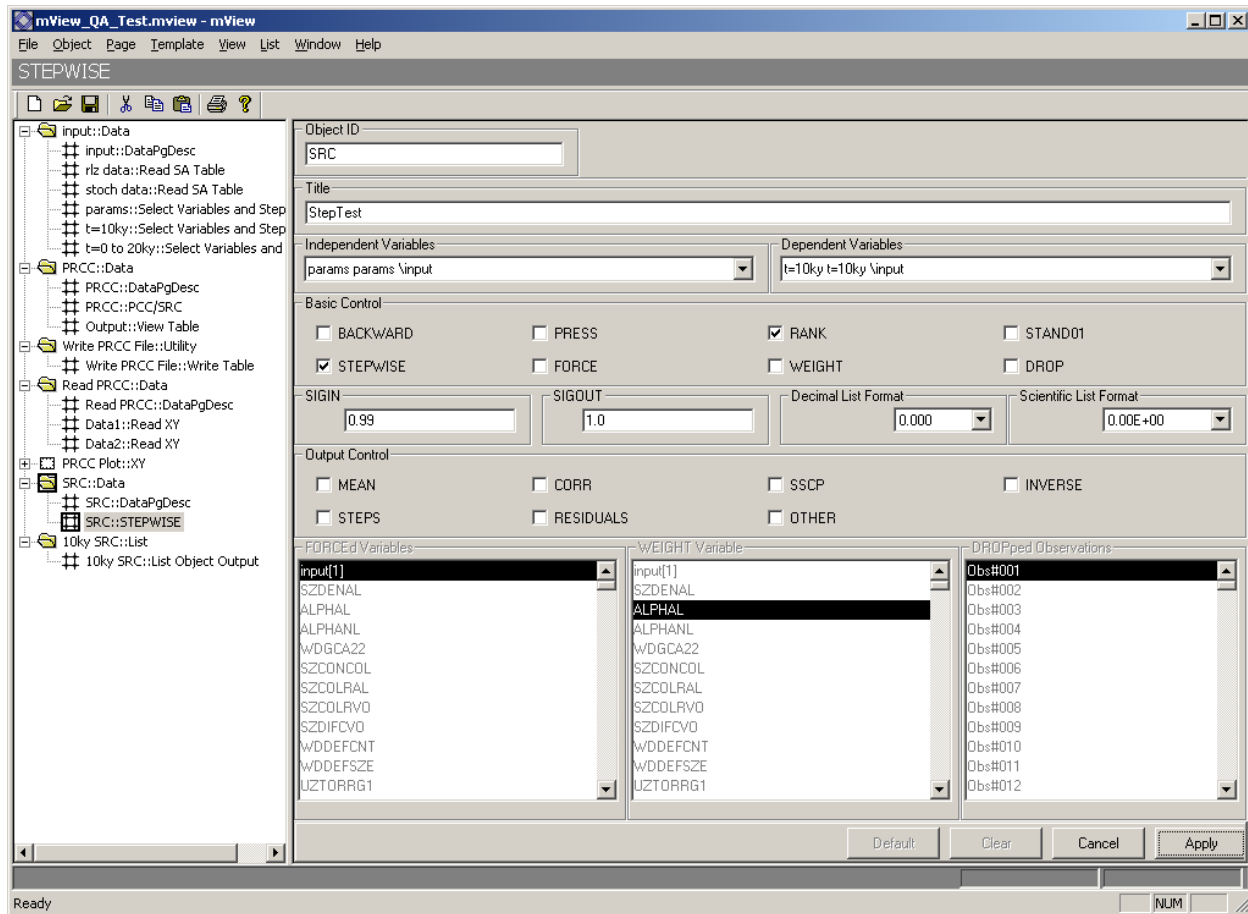 mView_QA_Test.mview - mView
File Object Page Template View List Window Help
STEPWISE
input::Data
input::DataPgDesc
rlz data::Read SA Table
stoch data::Read SA Table
params::Select Variables and Step
t=10ky::Select Variables and Step
t=0 to 20ky::Select Variables and
PRCC::Data
PRCC::DataPgDesc
PRCC::PCC/SRC
Output::View Table
Write PRCC File::Utility
Write PRCC File::Write Table
Read PRCC::Data
Read PRCC::DataPgDesc
Data1::Read XY
Data2::Read XY
PRCC Plot::XY
SRC::Data
SRC::DataPgDesc
SRC::STEPWISE
10ky SRC::List
10ky SRC::List Object Output
Object ID
SRC
Title
StepTest
Independent Variables Dependent Variables
params params \input t=10ky t=10ky \input
Basic Control
BACKWARD PRESS RANK STAND01
STEPWISE FORCE WEIGHT DROP
SIGIN SIGOUT Decimal List Format Scientific List Format
0.99 1.0 0.000 0.00E+00
Output Control
MEAN CORR SSCP INVERSE
STEPS RESIDUALS OTHER
FORCEd Variables
input[1]
SZDENAL
ALPHAL
ALPHANL
WDGCA22
SZCONCOL
SZCOLRAL
SZCOLRVO
SZDIFCVO
WDDEFCNT
WDDEFSZE
UZTORRG1
WEIGHT Variable
input[1]
SZDENAL
ALPHAL
ALPHANL
WDGCA22
SZCONCOL
SZCOLRAL
SZCOLRVO
SZDIFCVO
WDDEFCNT
WDDEFSZE
UZTORRG1
DROPped Observations
Obs#001
Obs#002
Obs#003
Obs#004
Obs#005
Obs#006
Obs#007
Obs#008
Obs#009
Obs#010
Obs#011
Obs#012
Default Clear Cancel Apply
Ready NUM